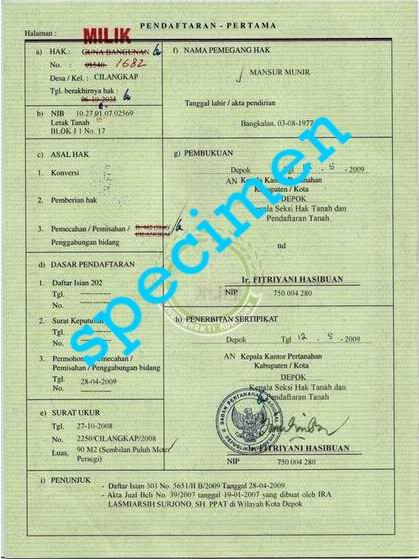 PENDAFTARAN - PERTAMA
Halaman :
MILIK
a) HAK : GUNA BANGUNAN
No. : 01540 1682
Desa / Kel. : CILANGKAP
Tgl. berakhirnya hak :
06-10-2035
b) NIB 10.27.01.07.02569
Letak Tanah
BLOK J 1 No. 17
c) ASAL HAK
1. Konversi
2. Pemberian hak
3. Pemecahan / Pemisahan /
CILANGKAP
Penggabungan bidang
d) DASAR PENDAFTARAN
1. Daftar Isian 202
Tgl. -------------
No. -------------
2. Surat Keputusan
Tgl. -------------
No. -------------
3. Permohonan Pemecahan /
Pemisahan / Penggabungan bidang
Tgl. 28-04-2009
No.
e) SURAT UKUR
Tgl. 27-10-2008
No. 2250/CILANGKAP/2008
Luas, 90 M2 (Sembilan Puluh Meter
Persegi)
f) NAMA PEMEGANG HAK
MANSUR MUNIR
Tanggal lahir / akta pendirian
Bangkalan, 03-08-1977
g) PEMBUKUAN
Depok Tgl 12 - 5 - 2009
AN Kepala Kantor Pertanahan
Kabupaten / Kota
DEPOK
Kepala Seksi Hak Tanah dan
Pendaftaran Tanah
ttd
Ir. FITRIYANI HASIBUAN
NIP 750 004 280
h) PENERBITAN SERTIPIKAT
Depok Tgl 12 - 5 - 2009
AN Kepala Kantor Pertanahan
Kabupaten / Kota
DEPOK
Kepala Seksi Hak Tanah dan
Pendaftaran Tanah
BADAN PERTANAHAN NASIONAL
REPUBLIK INDONESIA
Ir. FITRIYANI HASIBUAN
NIP 750 004 280
i) PENUNJUK
- Daftar Isian 301 No. 5651/II.B/2009 Tanggal 28-04-2009.
- Akta Jual Beli No. 39/2007 tanggal 19-01-2007 yang dibuat oleh IRA
LASMIARSIH SURJONO, SH. PPAT di Wilayah Kota Depok
specimen